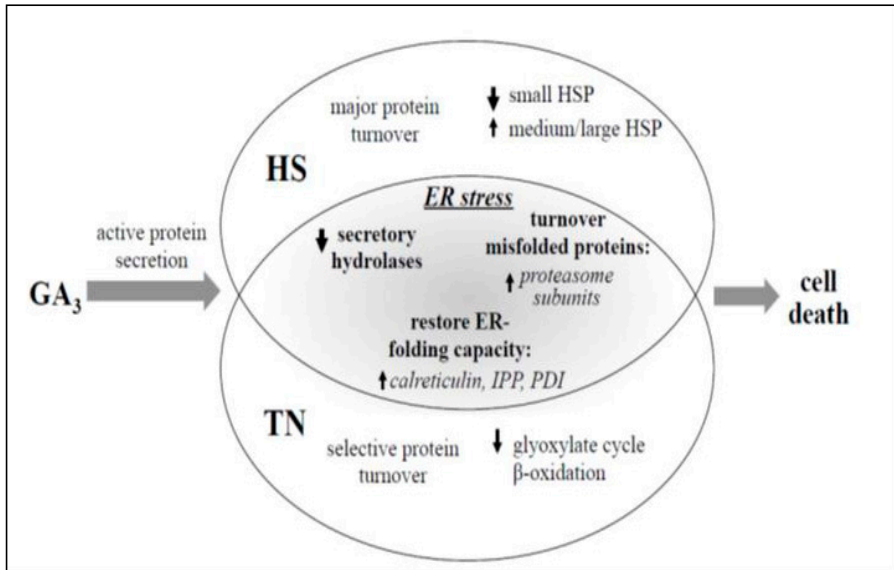 major protein
turnover
small HSP
medium/large HSP
HS
ER stress
secretory
hydrolases
turnover
misfolded proteins:
proteasome
subunits
active protein
secretion
GA3
cell
death
restore ER-
folding capacity:
calreticulin, IPP, PDI
TN
selective protein
turnover
glyoxylate cycle
β-oxidation